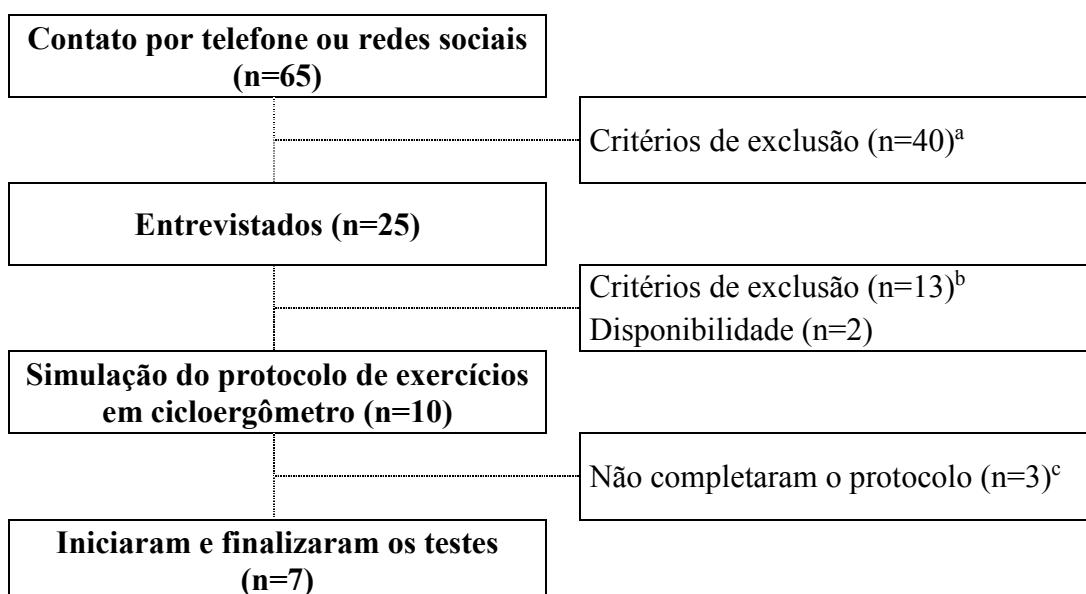 Contato por telefone ou redes sociais
(n=65)
Critérios de exclusão (n=40)ᵃ
Entrevistados (n=25)
Critérios de exclusão (n=13)ᵇ
Disponibilidade (n=2)
Simulação do protocolo de exercícios
em cicloergômetro (n=10)
Não completaram o protocolo (n=3)ᶜ
Iniciaram e finalizaram os testes
(n=7)